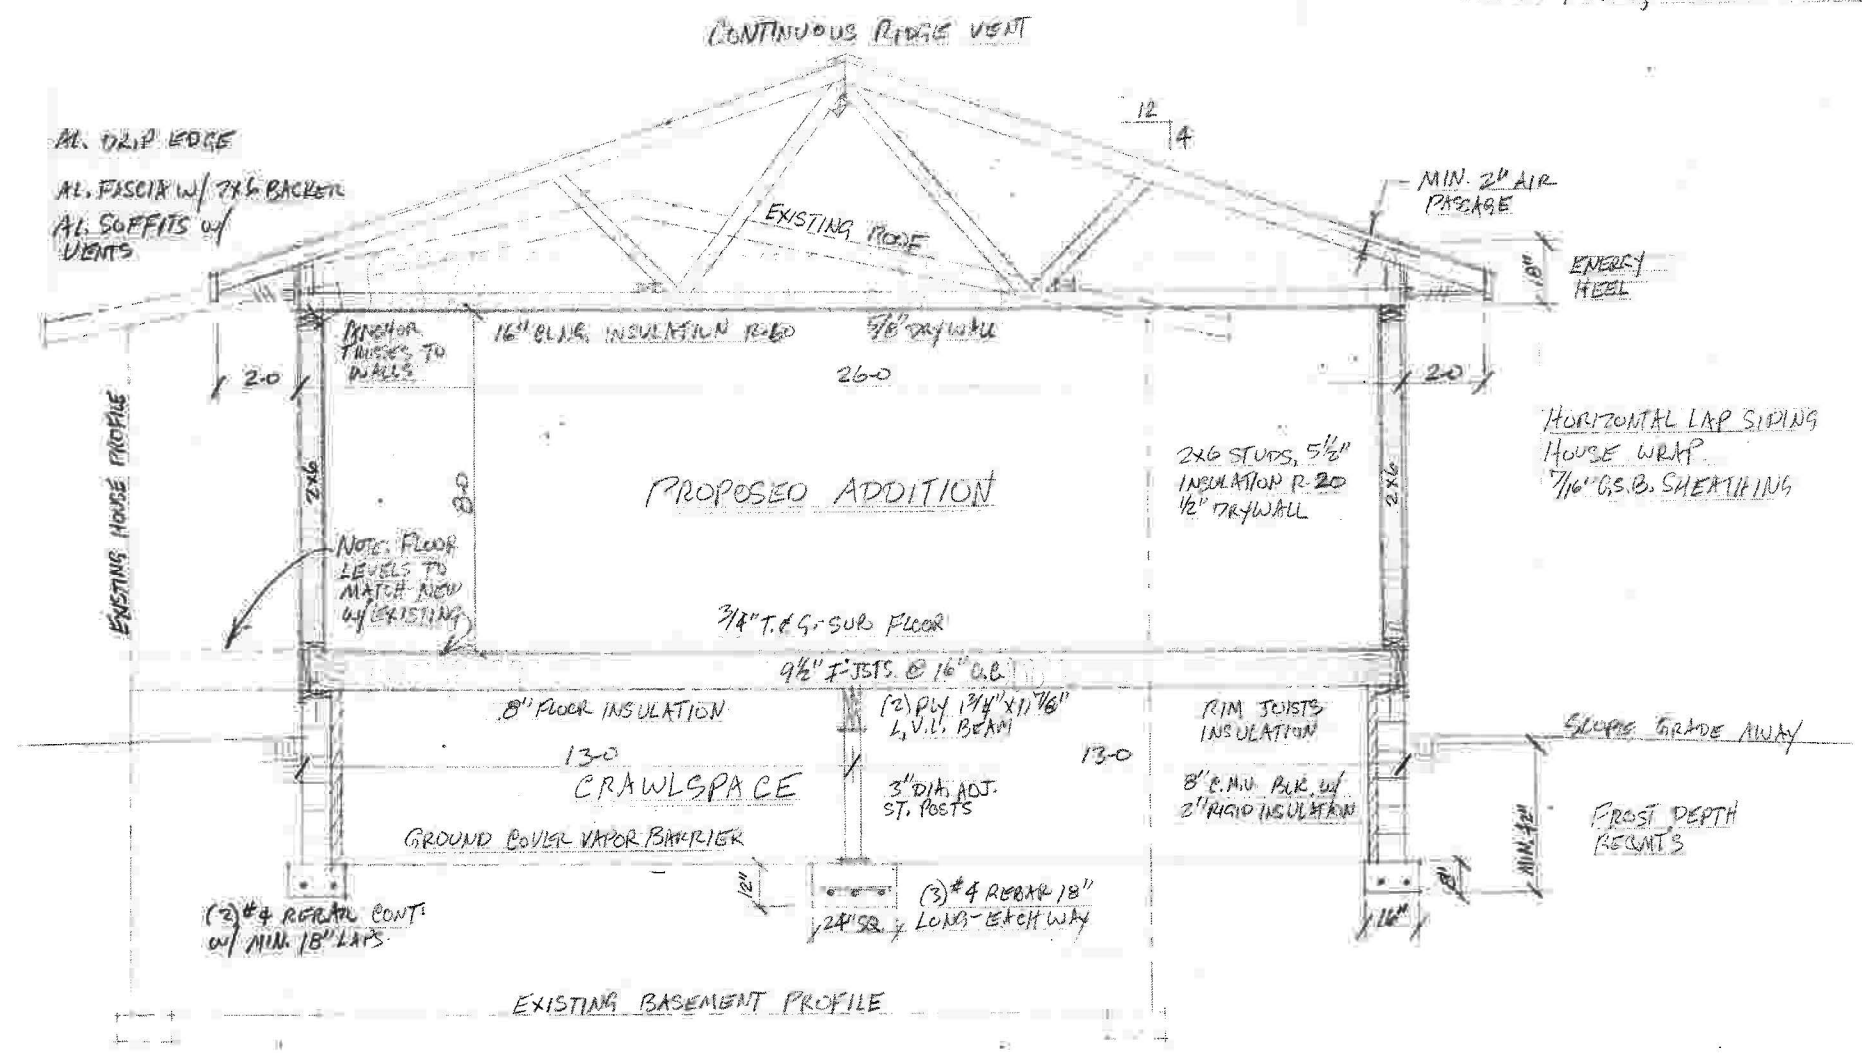 CONTINUOUS RIDGE VENT
12
4
AL. DRIP EDGE
AL. FASCIA W/ 2X6 BACKER
AL. SOFFITS W/
VENTS
MIN. 2" AIR
PASSAGE
EXISTING ROOF
18"
ENERGY
HEEL
ANCHOR
TRUSSES TO
WALLS
16" CLNG. INSULATION R-60
5/8" DRYWALL
2-0
26-0
2-0
EXISTING HOUSE PROFILE
2X6
8-0
PROPOSED ADDITION
2X6 STUDS, 5½"
INSULATION R-20
½" DRYWALL
2X6
HORIZONTAL LAP SIDING
HOUSE WRAP
7/16" O.S.B. SHEATHING
NOTE: FLOOR
LEVELS TO
MATCH NEW
W/ EXISTING
3/4" T.&G. SUB FLOOR
9½" I-JSTS. @ 16" O.C.
8" FLOOR INSULATION
(2) PLY 1 3/4" X 11 7/8"
L.V.L. BEAM
RIM JOISTS
INSULATION
SLOPE GRADE AWAY
13-0
13-0
CRAWLSPACE
3" DIA. ADJ.
ST. POSTS
8" C.M.U. BLK. W/
2" RIGID INSULATION
MIN. 42"
FROST DEPTH
REQMTS
GROUND COVER VAPOR BARRIER
12"
8"
(2) #4 REBAR CONT.
W/ MIN. 18" LAPS
24" SQ
(3) #4 REBAR 18"
LONG-EACH WAY
16"
EXISTING BASEMENT PROFILE